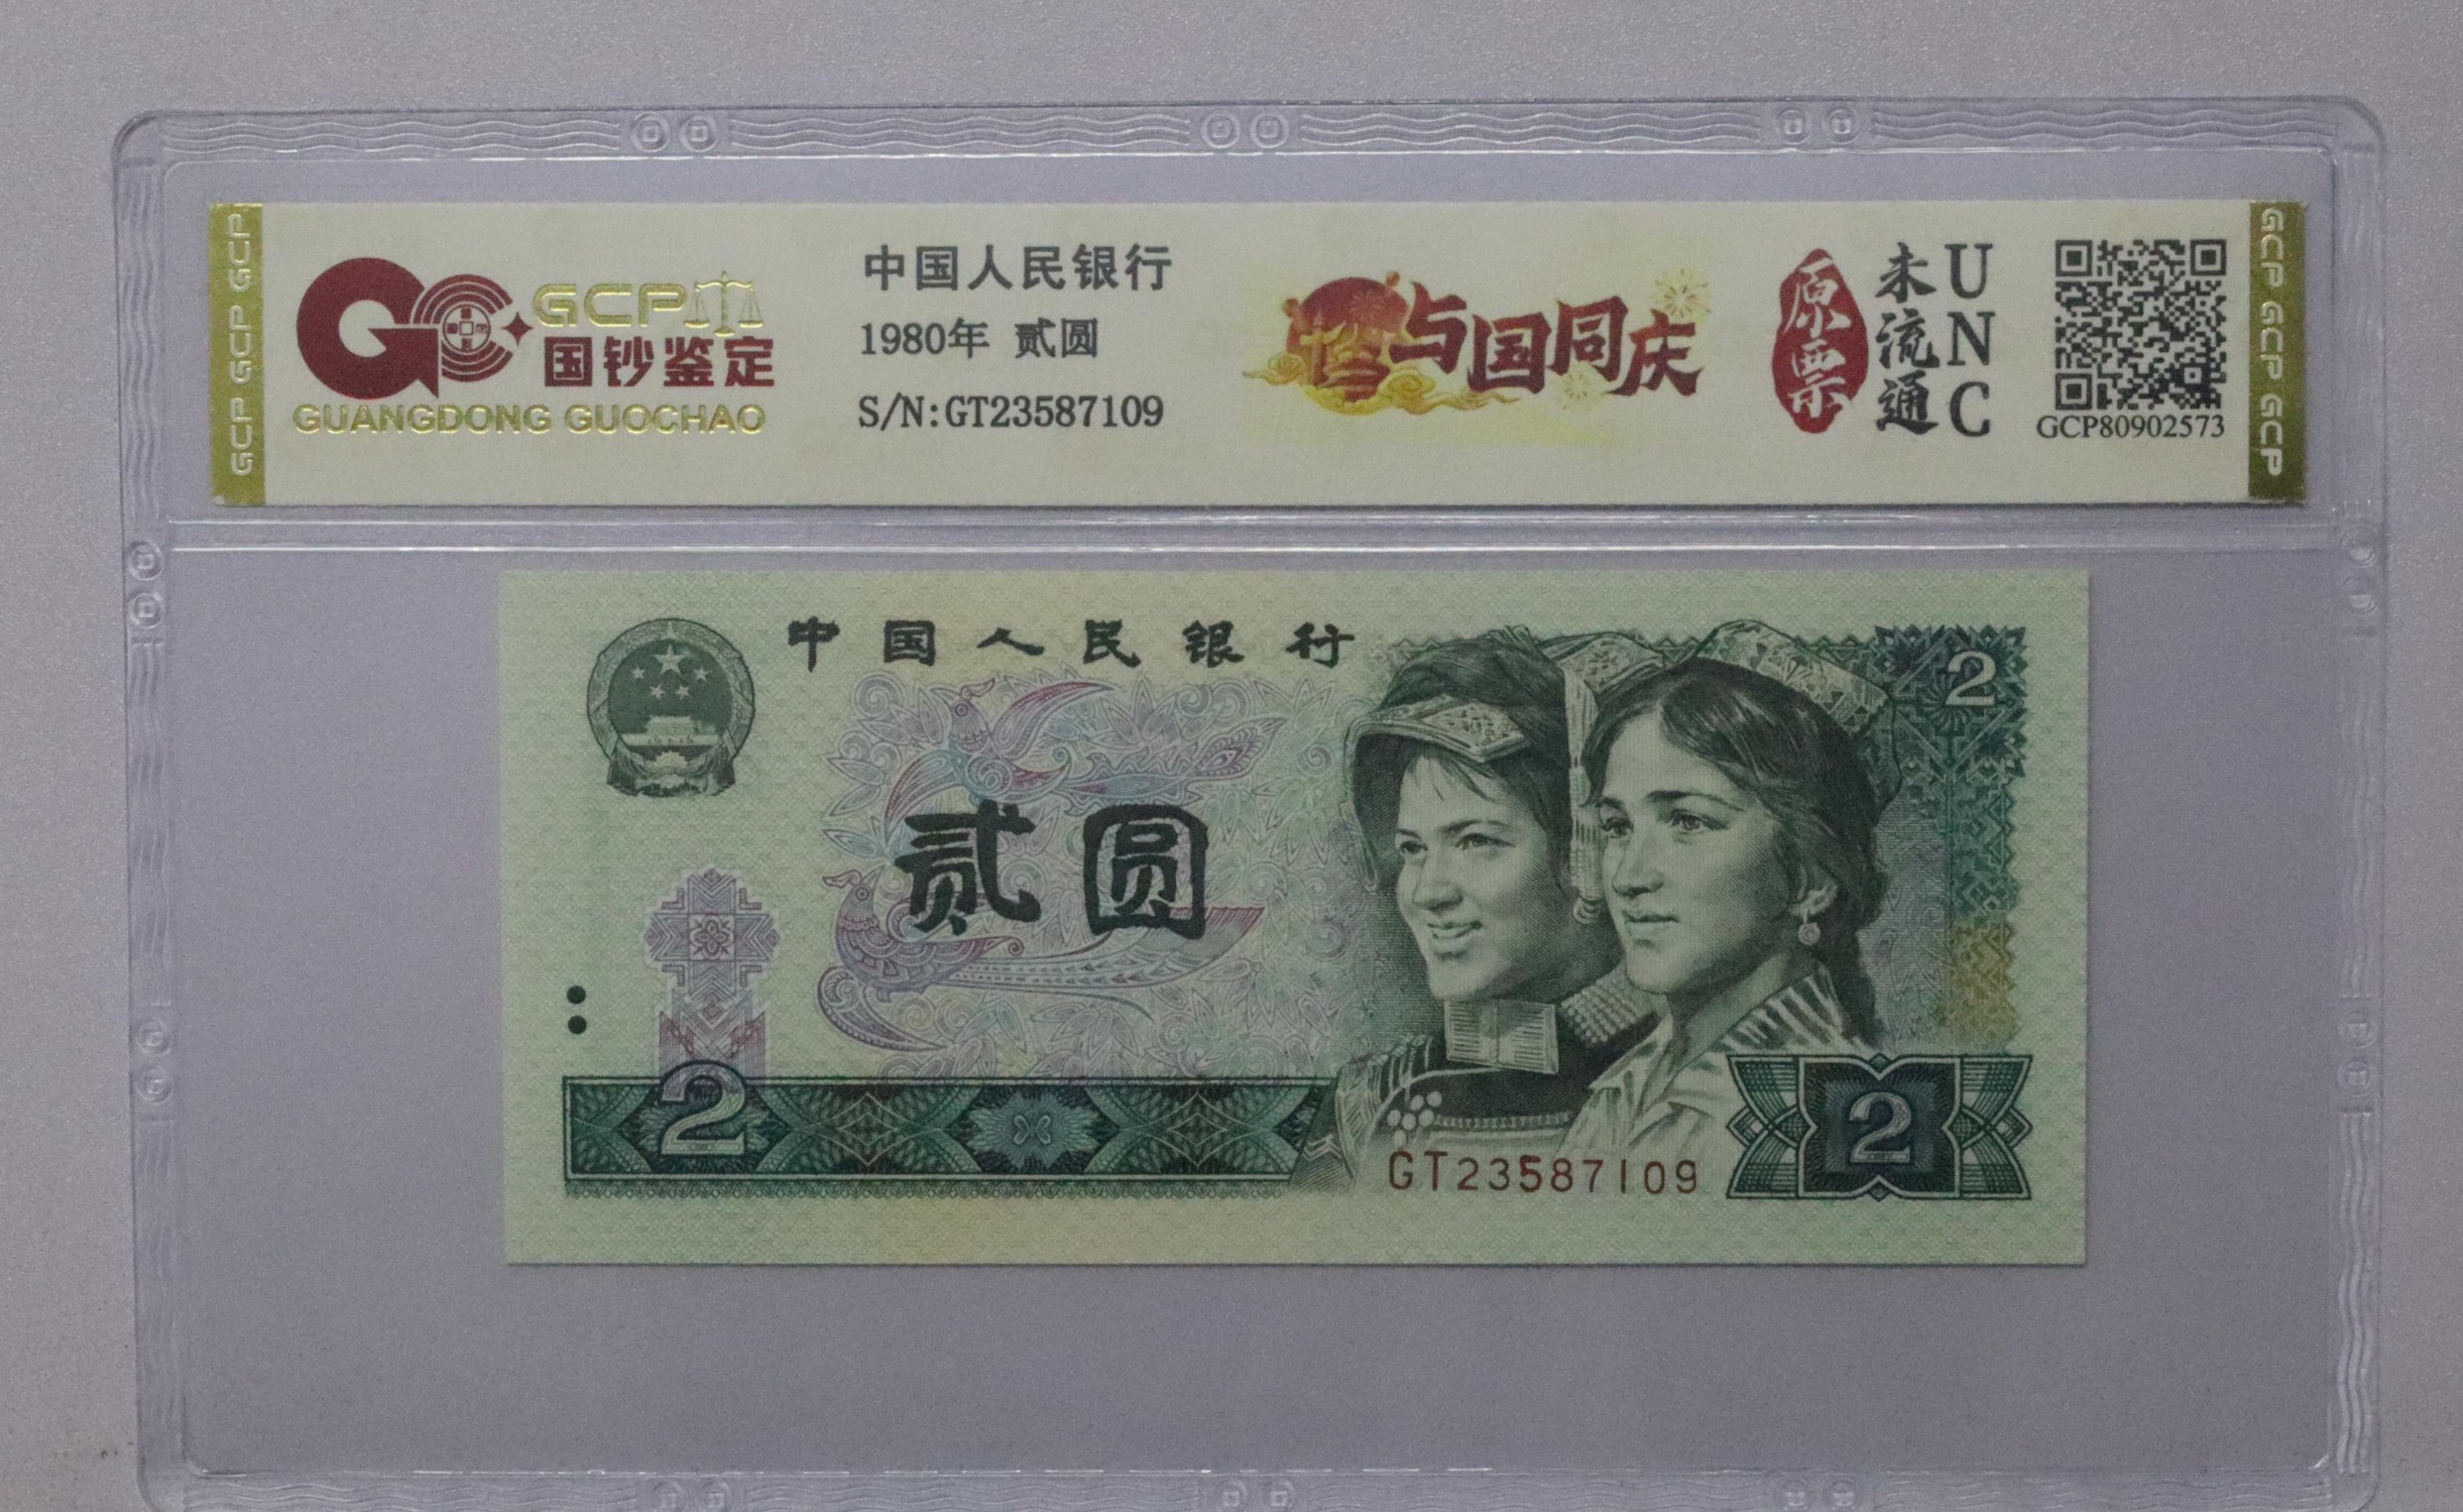 GCP GCP GCP GCP
GCP
国钞鉴定
GUANGDONG GUOCHAO
中国人民银行
1980年 贰圆
S/N:GT23587109
与国同庆
原票
未流通
UNC
GCP80902573
GCP GCP GCP GCP
中国人民银行
2
贰圆
2
2
GT23587109